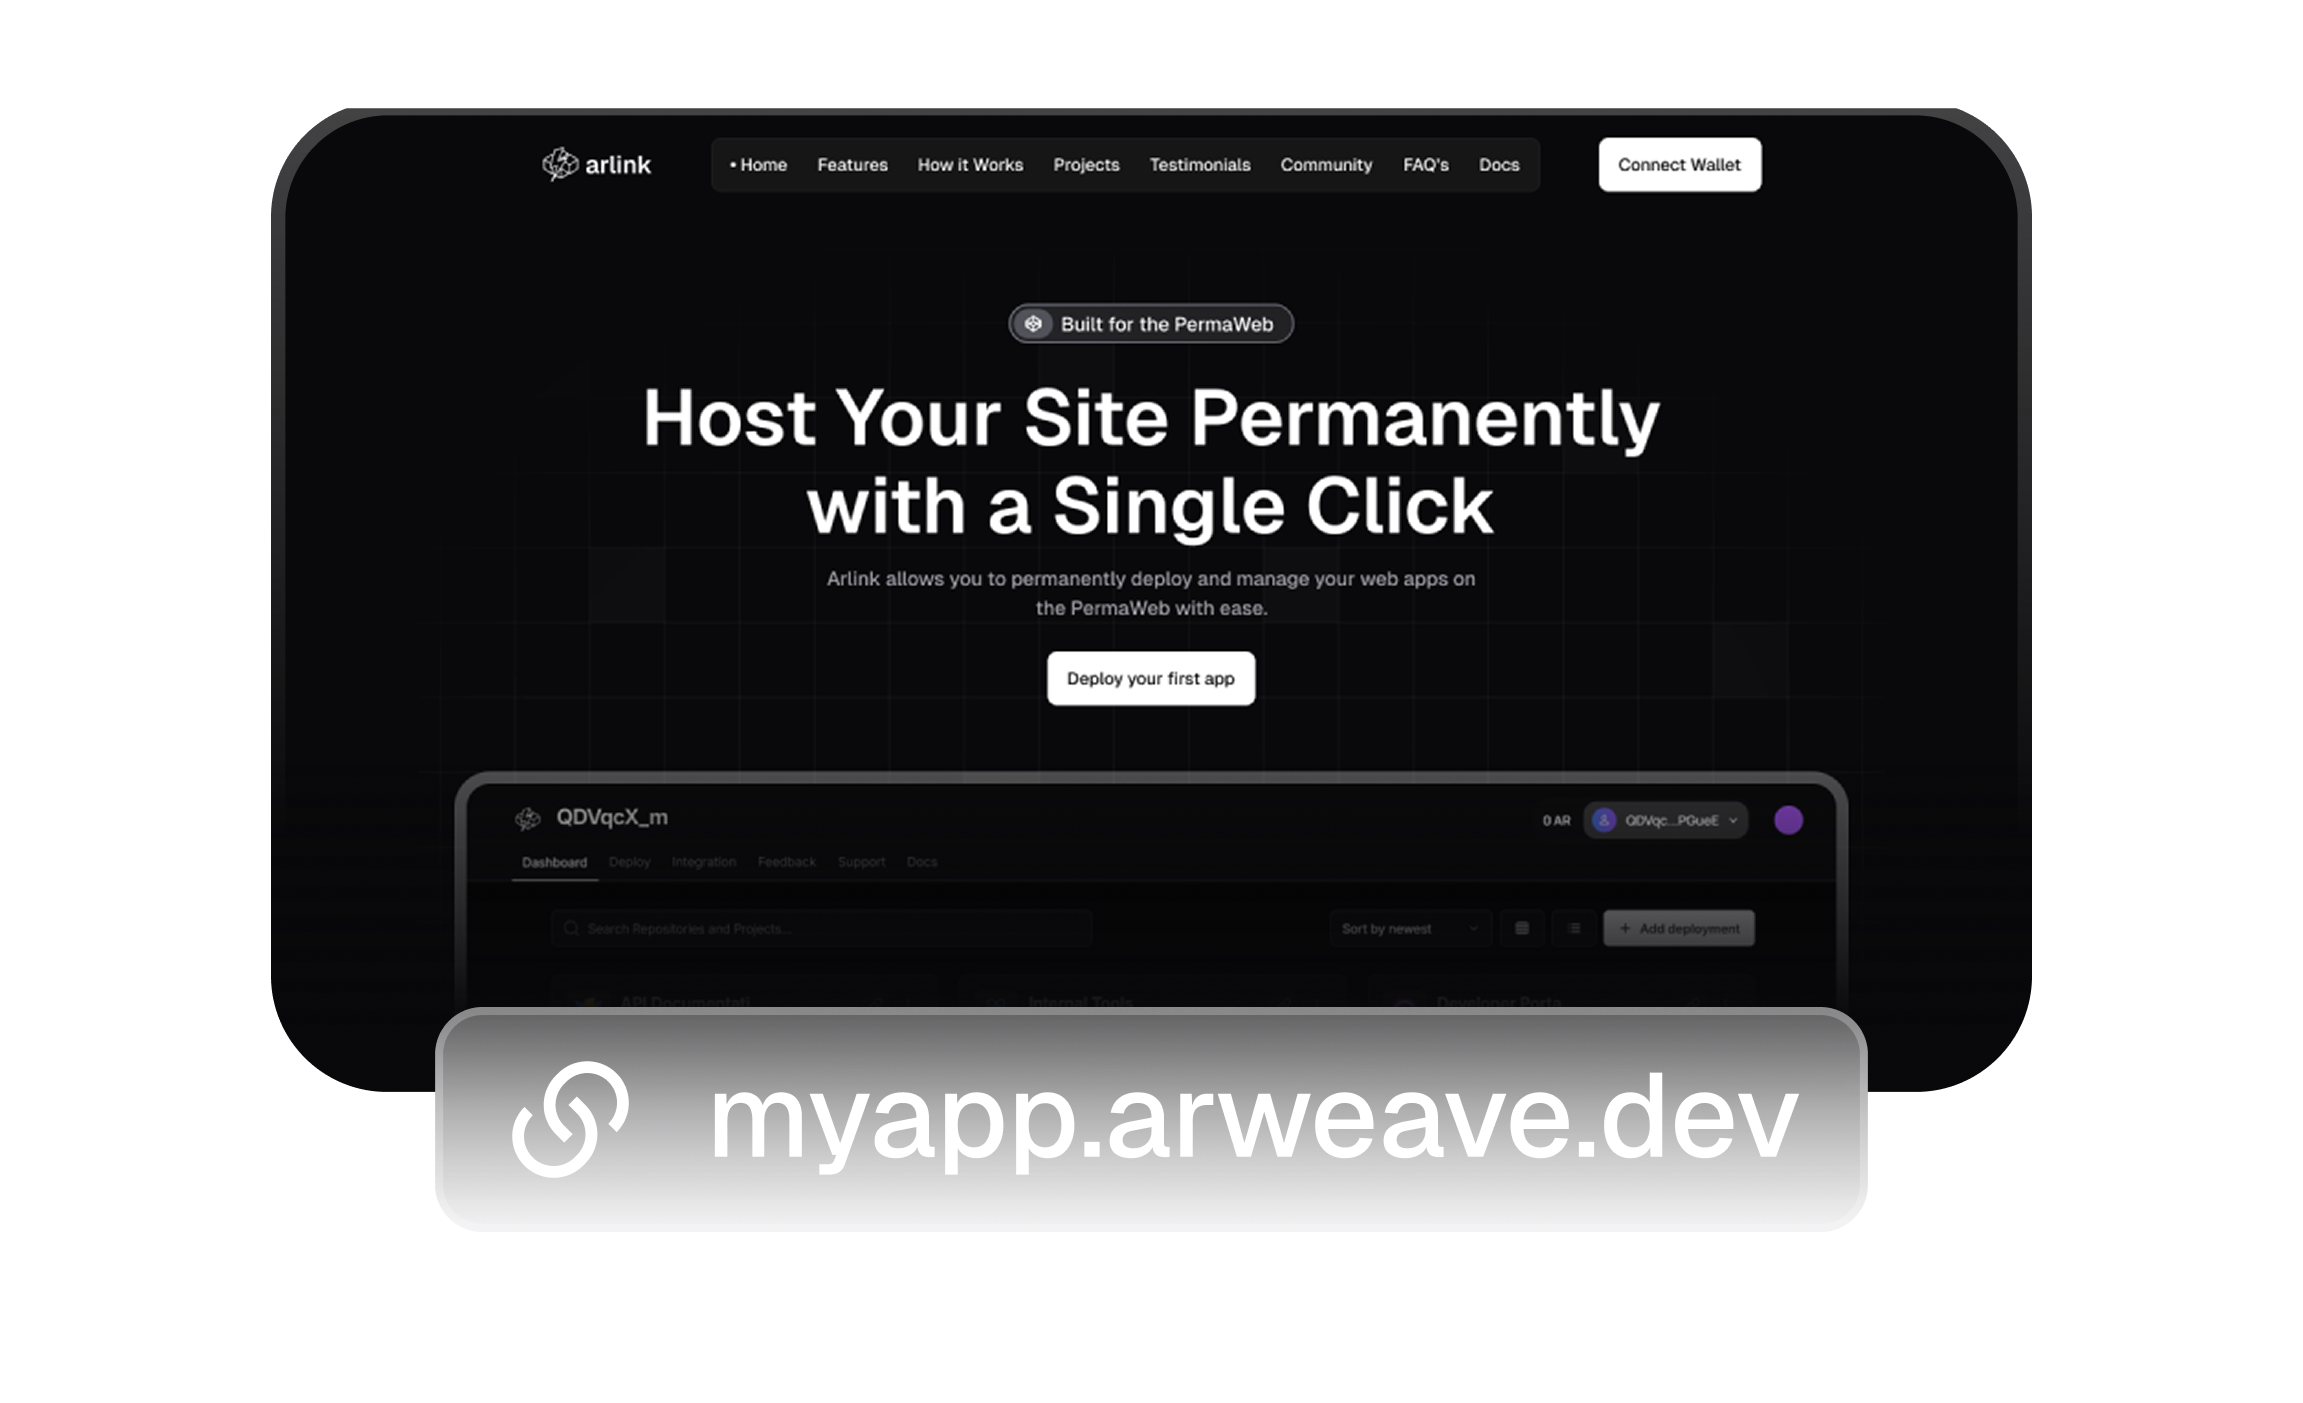 arlink
• Home Features How it Works Projects Testimonials Community FAQ's Docs
Connect Wallet
Built for the PermaWeb
Host Your Site Permanently
with a Single Click
Arlink allows you to permanently deploy and manage your web apps on
the PermaWeb with ease.
Deploy your first app
QDVqcX_m
0 AR
QDVqc...PGueE
Dashboard Deploy Integration Feedback Support Docs
Search Repositories and Projects...
Sort by newest
+ Add deployment
API Documentati
Internal Tools
Developer Porta
myapp.arweave.dev